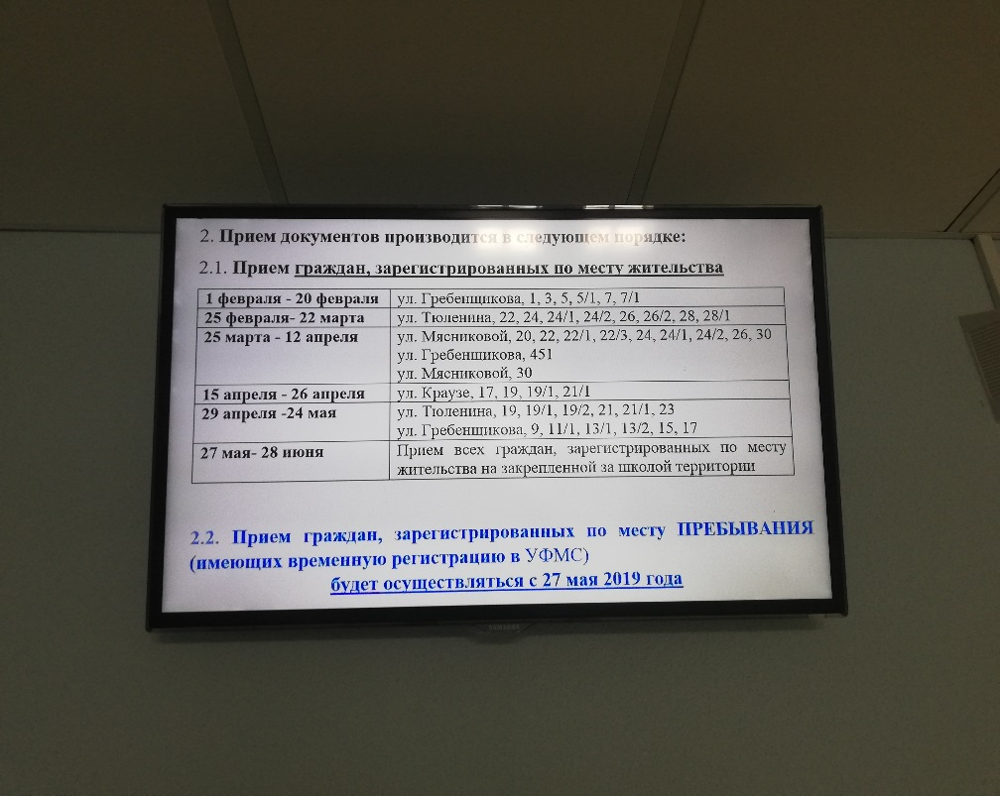 2. Прием документов производится в следующем порядке:
2.1. Прием граждан, зарегистрированных по месту жительства
1 февраля - 20 февраля ул. Гребенщикова, 1, 3, 5, 5/1, 7, 7/1
25 февраля- 22 марта ул. Тюленина, 22, 24, 24/1, 24/2, 26, 26/2, 28, 28/1
25 марта - 12 апреля ул. Мясниковой, 20, 22, 22/1, 22/3, 24, 24/1, 24/2, 26, 30
ул. Гребенщикова, 451
ул. Мясниковой, 30
15 апреля - 26 апреля ул. Краузе, 17, 19, 19/1, 21/1
29 апреля -24 мая ул. Тюленина, 19, 19/1, 19/2, 21, 21/1, 23
ул. Гребенщикова, 9, 11/1, 13/1, 13/2, 15, 17
27 мая- 28 июня Прием всех граждан, зарегистрированных по месту
жительства на закрепленной за школой территории
2.2. Прием граждан, зарегистрированных по месту ПРЕБЫВАНИЯ
(имеющих временную регистрацию в УФМС)
будет осуществляться с 27 мая 2019 года
SAMSUNG